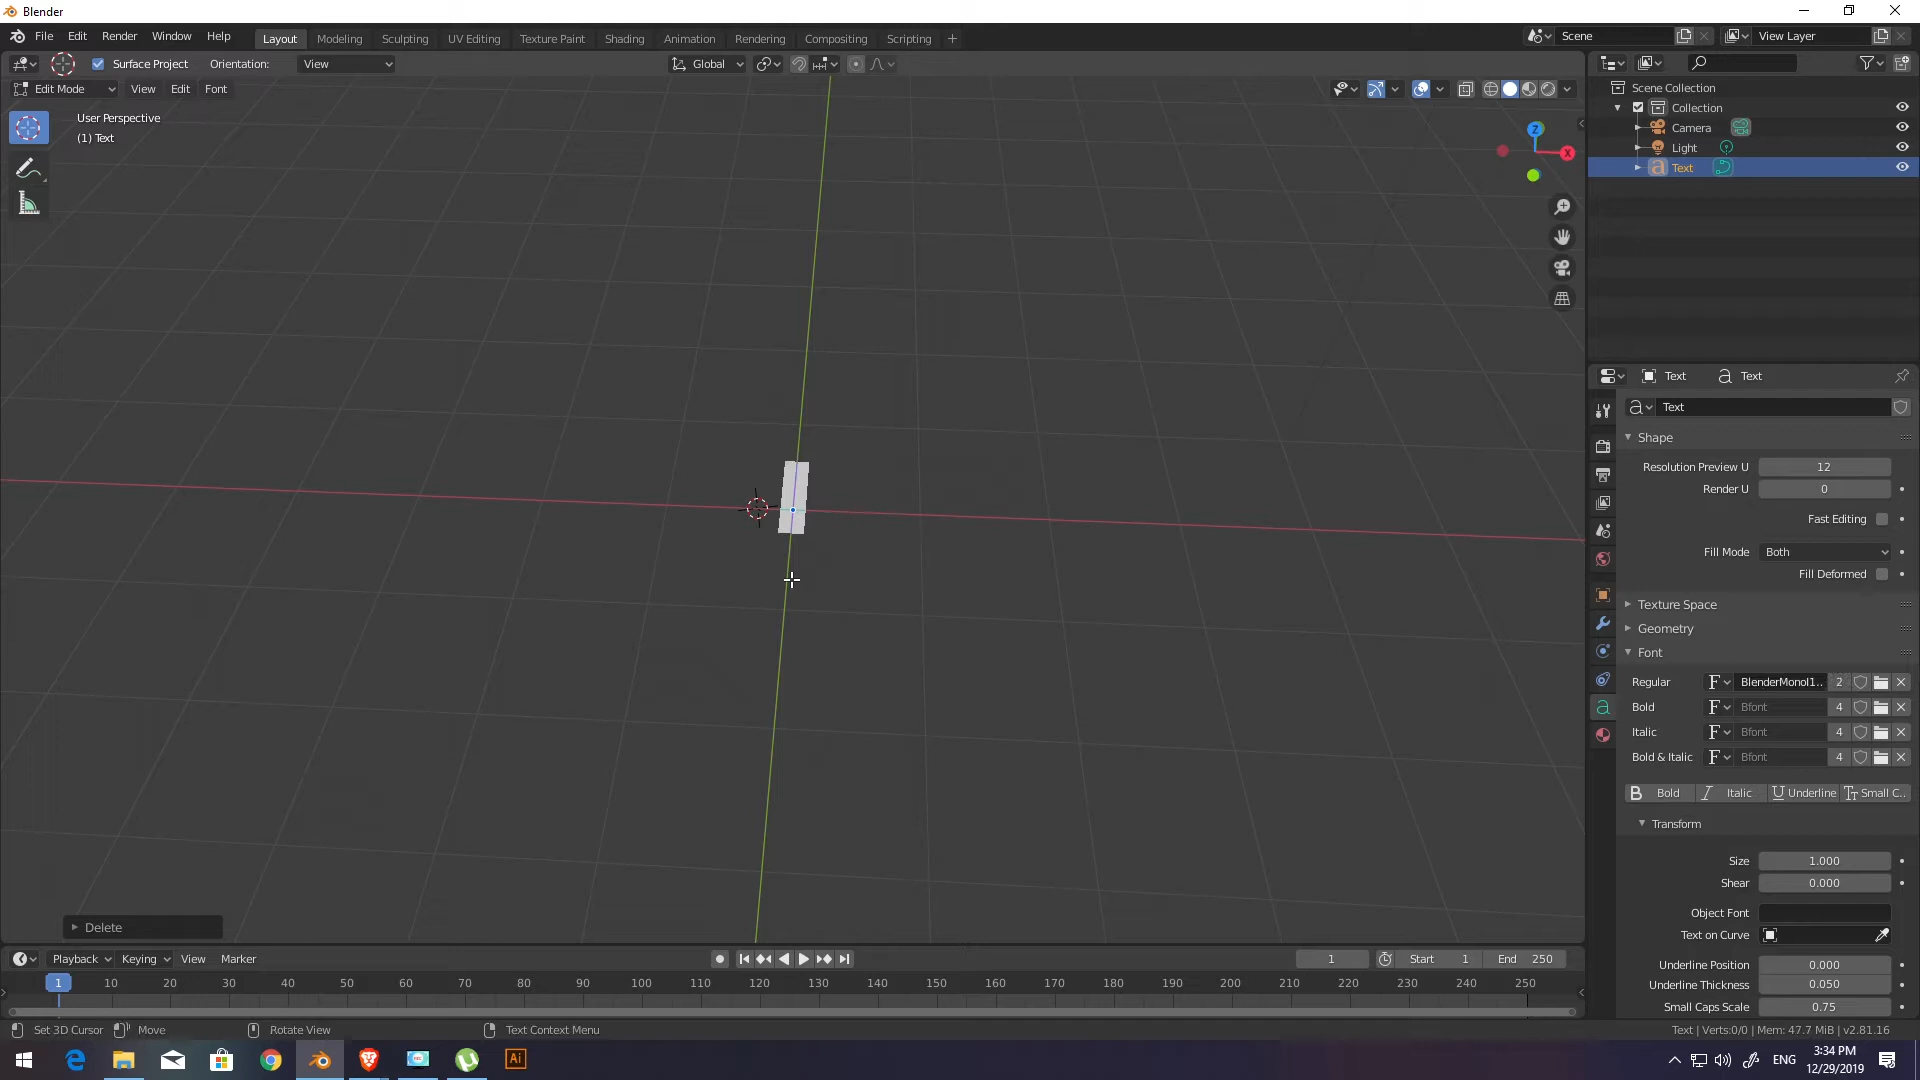 Blender
File Edit Render Window Help Layout Modeling Sculpting UV Editing Texture Paint Shading Animation Rendering Compositing Scripting + Scene View Layer
Surface Project Orientation: View Global
Edit Mode View Edit Font
User Perspective
(1) Text
Z
X
Scene Collection
Collection
Camera
Light
Text
Text Text
Text
Shape
Resolution Preview U 12
Render U 0
Fast Editing
Fill Mode Both
Fill Deformed
Texture Space
Geometry
Font
Regular F BlenderMonoI1.. 2
Bold F Bfont 4
Italic F Bfont 4
Bold & Italic F Bfont 4
B Bold I Italic U Underline Tt Small C..
Transform
Size 1.000
Shear 0.000
Object Font
Text on Curve
Underline Position 0.000
Underline Thickness 0.050
Small Caps Scale 0.75
Delete
Playback Keying View Marker 1 Start 1 End 250
1 10 20 30 40 50 60 70 80 90 100 110 120 130 140 150 160 170 180 190 200 210 220 230 240 250
Set 3D Cursor Move Rotate View Text Context Menu Text | Verts:0/0 | Mem: 47.7 MiB | v2.81.16
Ai ENG 3:34 PM
12/29/2019